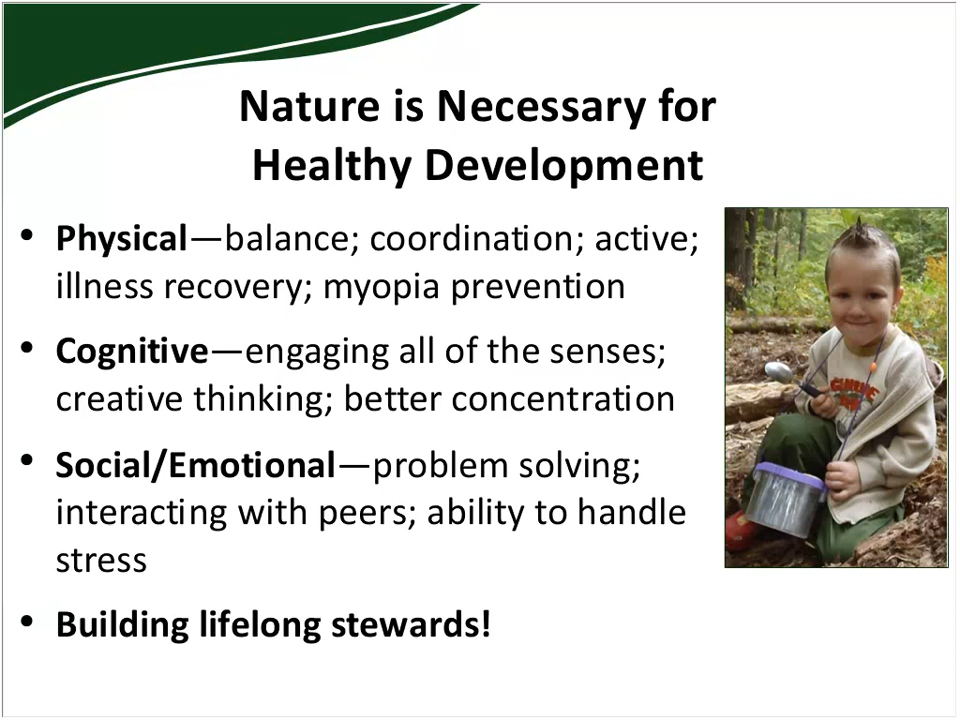 Nature is Necessary for
Healthy Development
• Physical—balance; coordination; active;
illness recovery; myopia prevention
• Cognitive—engaging all of the senses;
creative thinking; better concentration
• Social/Emotional—problem solving;
interacting with peers; ability to handle
stress
• Building lifelong stewards!